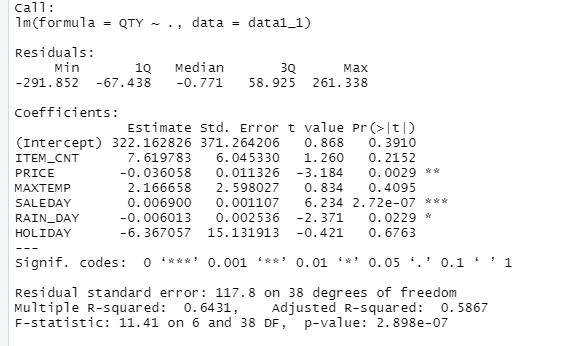 Call:
lm(formula = QTY ~ ., data = data1_1)
Residuals:
Min 1Q Median 3Q Max
-291.852 -67.438 -0.771 58.925 261.338
Coefficients:
Estimate Std. Error t value Pr(>|t|)
(Intercept) 322.162826 371.264206 0.868 0.3910
ITEM_CNT 7.619783 6.045330 1.260 0.2152
PRICE -0.036058 0.011326 -3.184 0.0029 **
MAXTEMP 2.166658 2.598027 0.834 0.4095
SALEDAY 0.006900 0.001107 6.234 2.72e-07 ***
RAIN_DAY -0.006013 0.002536 -2.371 0.0229 *
HOLIDAY -6.367057 15.131913 -0.421 0.6763
---
Signif. codes: 0 ‘***’ 0.001 ‘**’ 0.01 ‘*’ 0.05 ‘.’ 0.1 ‘ ’ 1
Residual standard error: 117.8 on 38 degrees of freedom
Multiple R-squared: 0.6431, Adjusted R-squared: 0.5867
F-statistic: 11.41 on 6 and 38 DF, p-value: 2.898e-07